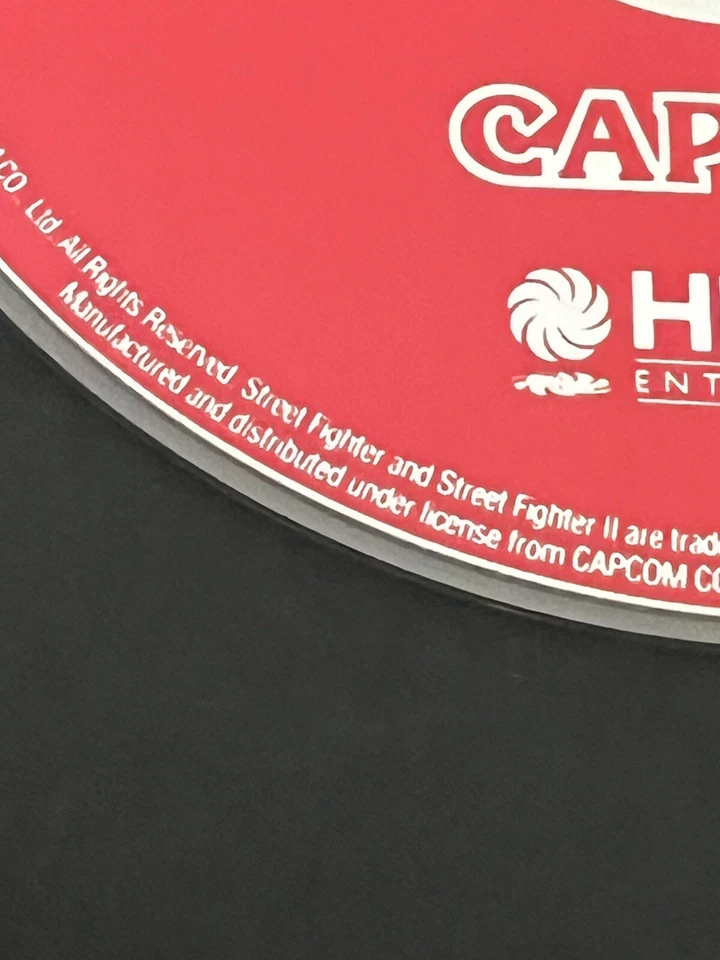 CAP
H
ENT
CO. Ltd. All Rights Reserved. Street Fighter and Street Fighter II are trad
Manufactured and distributed under license from CAPCOM CO